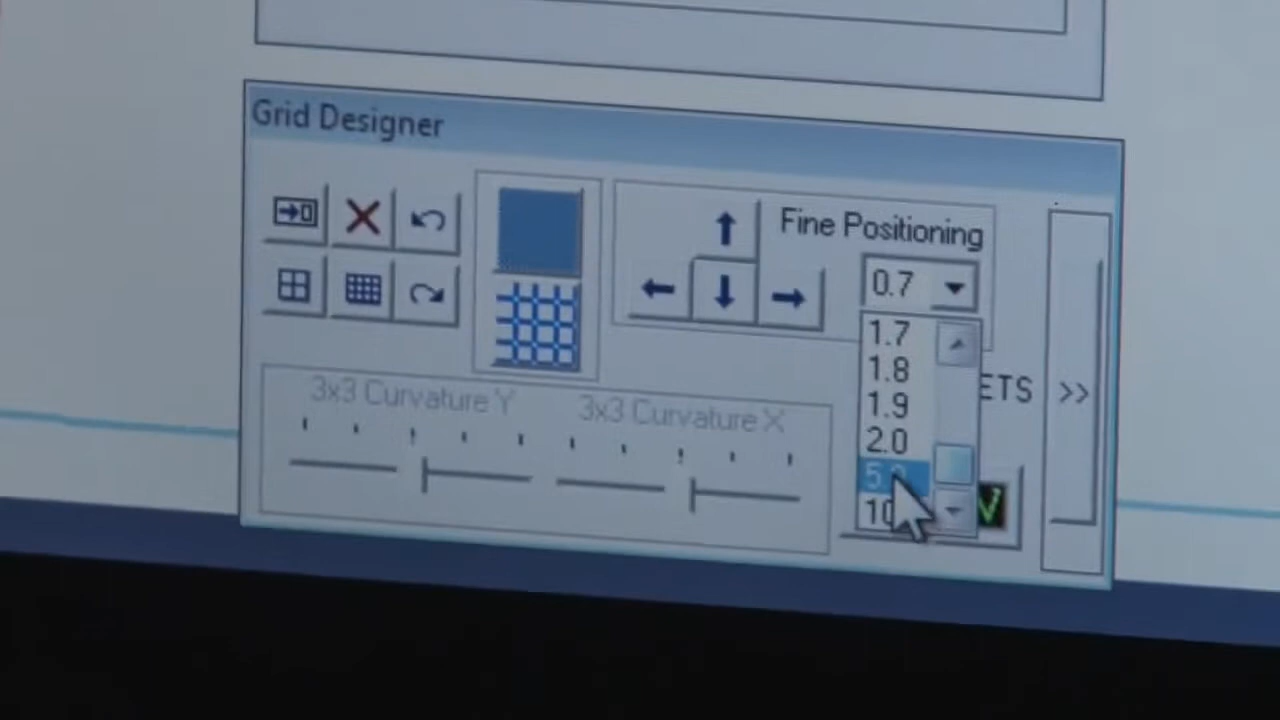 Grid Designer
Fine Positioning
0.7
1.7
1.8
1.9
2.0
ETS
>>
3x3 Curvature Y
3x3 Curvature X